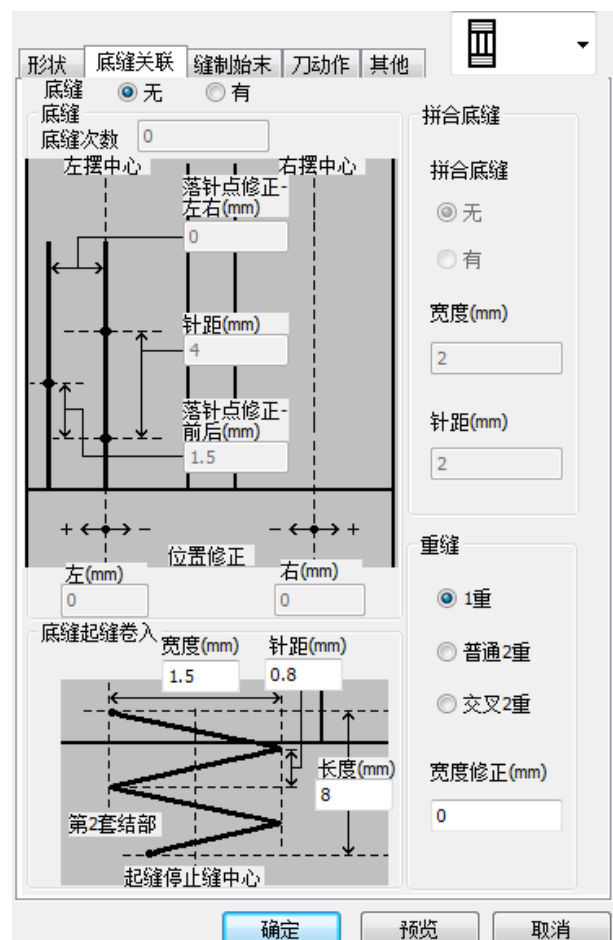 形状
底缝关联
缝制始末
刀动作
其他
底缝
无
有
底缝
底缝次数
0
左摆中心
右摆中心
落针点修正-
左右(mm)
0
针距(mm)
4
落针点修正-
前后(mm)
1.5
+ -
- +
位置修正
左(mm)
右(mm)
0
0
拼合底缝
拼合底缝
无
有
宽度(mm)
2
针距(mm)
2
底缝起缝卷入
宽度(mm)
针距(mm)
1.5
0.8
长度(mm)
8
第2套结部
起缝停止缝中心
重缝
1重
普通2重
交叉2重
宽度修正(mm)
0
确定
预览
取消